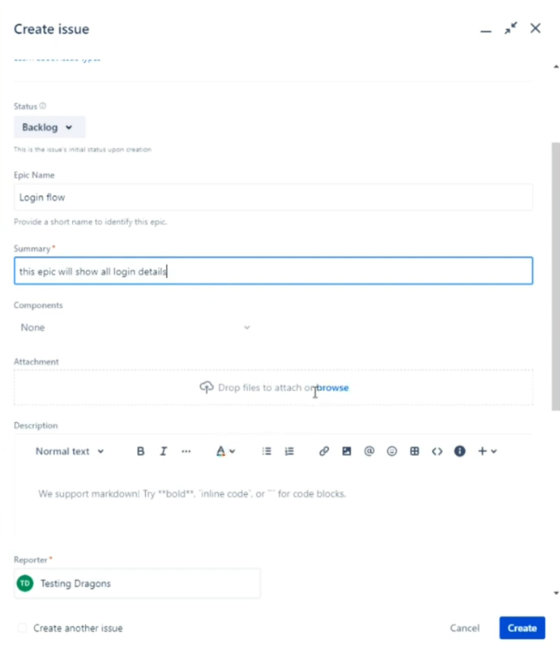 Create issue
Status
Backlog
This is the issue's initial status upon creation
Epic Name
Login flow
Provide a short name to identify this epic.
Summary *
this epic will show all login details
Components
None
Attachment
Drop files to attach or browse
Description
Normal text B I ... A @ <> +
We support markdown! Try **bold**, `inline code`, or ``` for code blocks.
Reporter *
TD Testing Dragons
Create another issue Cancel Create